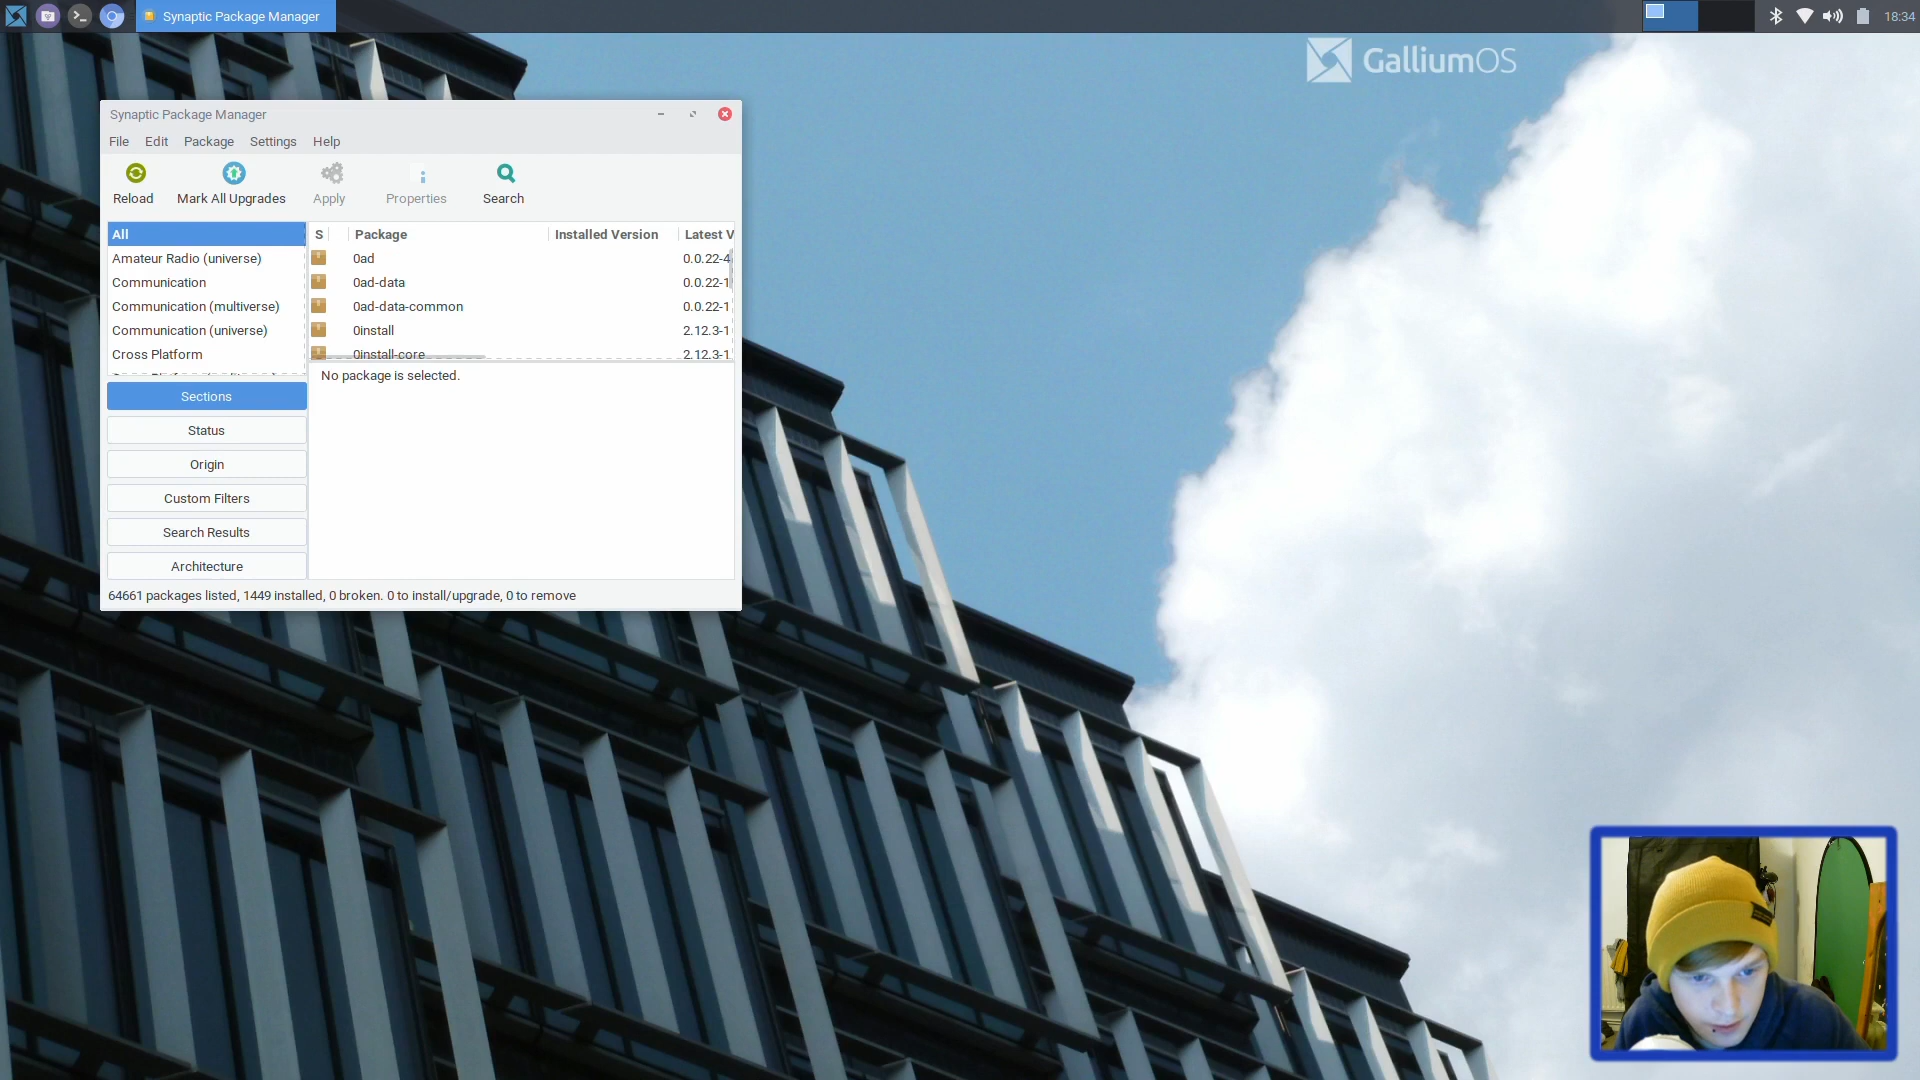 Synaptic Package Manager
18:34
GalliumOS
Synaptic Package Manager
File Edit Package Settings Help
Reload Mark All Upgrades Apply Properties Search
All
Amateur Radio (universe)
Communication
Communication (multiverse)
Communication (universe)
Cross Platform
S Package Installed Version Latest V
0ad 0.0.22-4
0ad-data 0.0.22-1
0ad-data-common 0.0.22-1
0install 2.12.3-1
0install-core 2.12.3-1
No package is selected.
Sections
Status
Origin
Custom Filters
Search Results
Architecture
64661 packages listed, 1449 installed, 0 broken. 0 to install/upgrade, 0 to remove